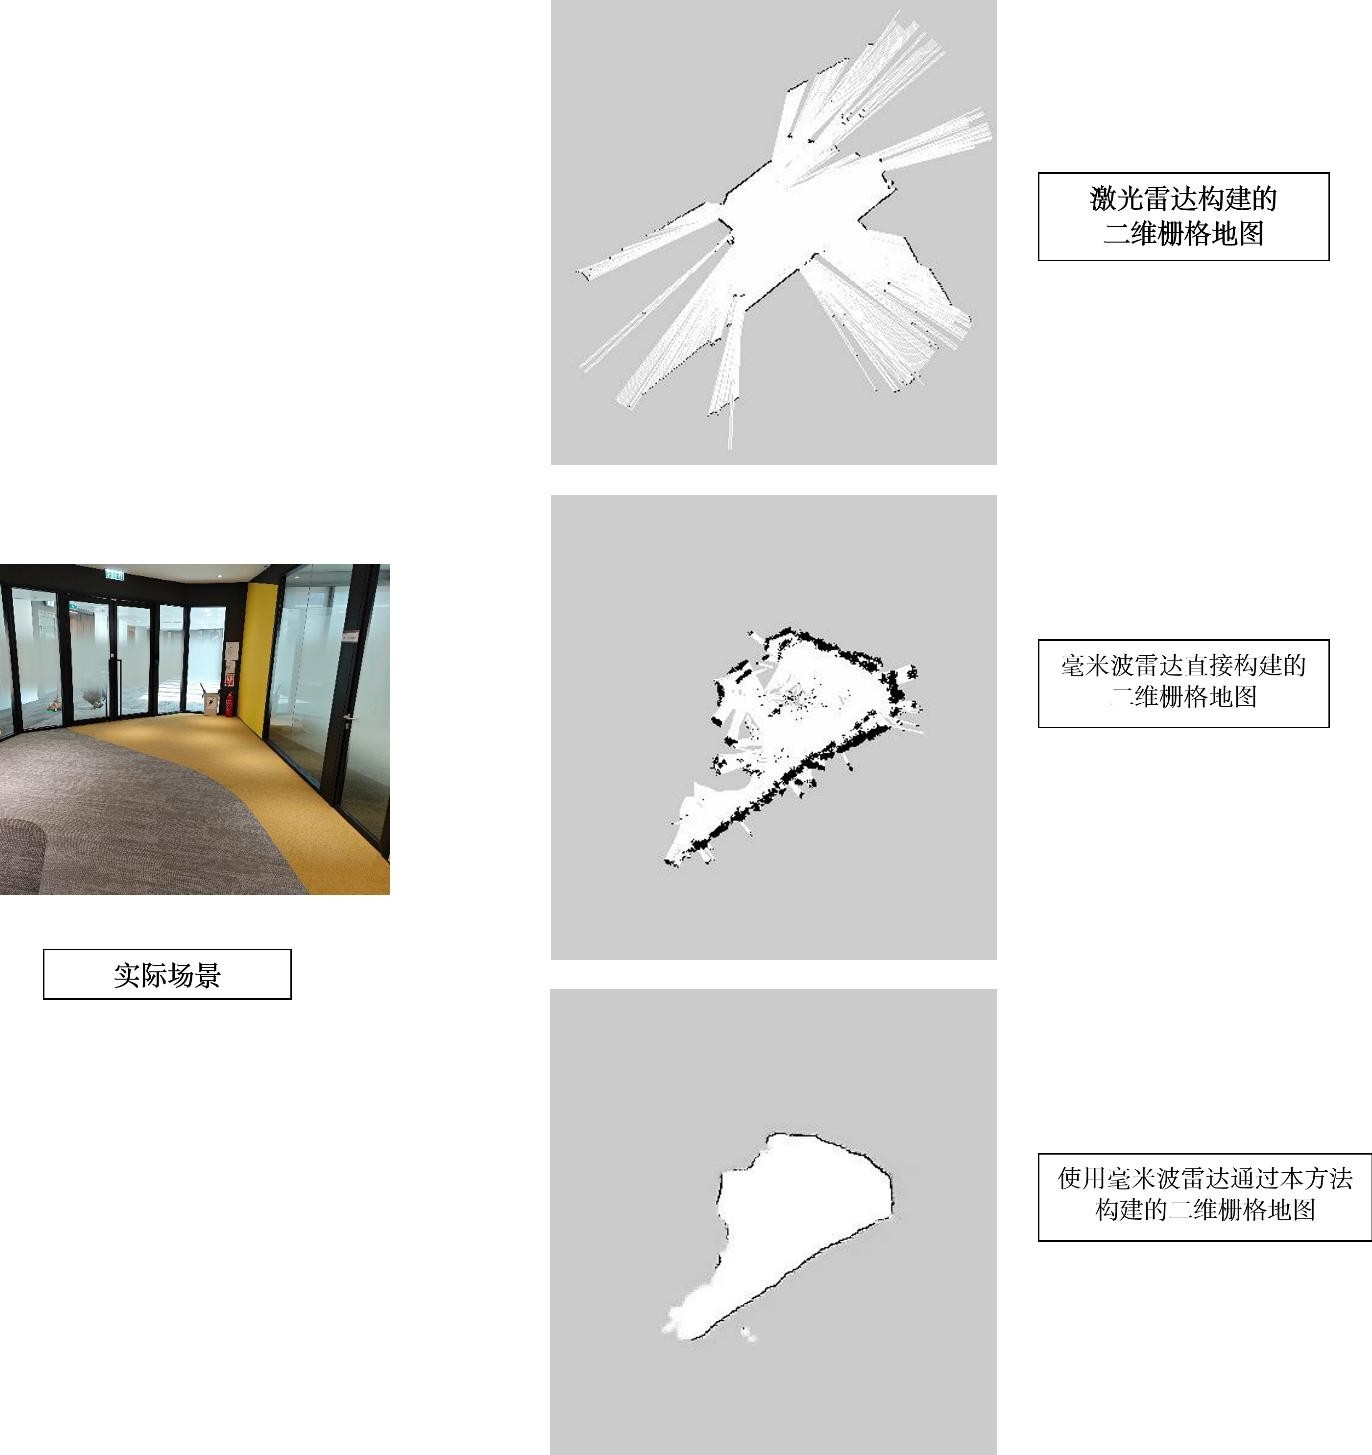 激光雷达构建的
二维栅格地图
毫米波雷达直接构建的
二维栅格地图
实际场景
使用毫米波雷达通过本方法
构建的二维栅格地图